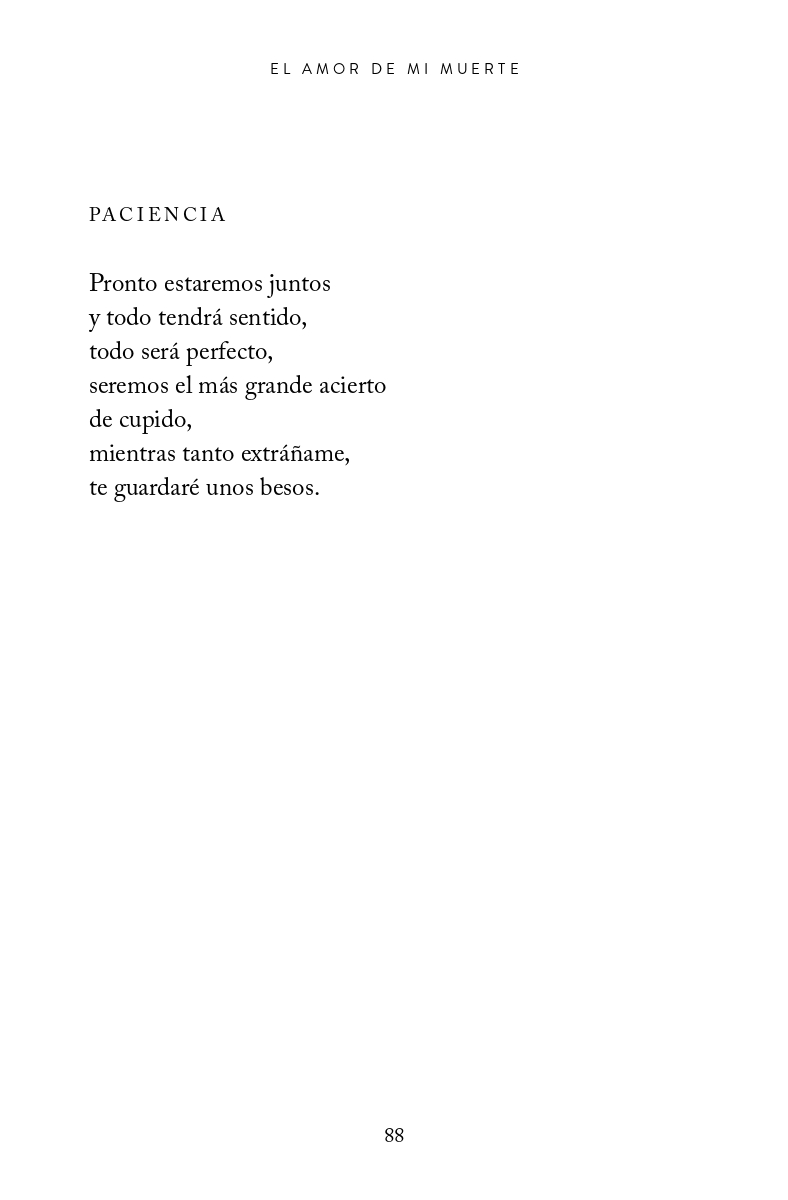 EL AMOR DE MI MUERTE
PACIENCIA
Pronto estaremos juntos
y todo tendrá sentido,
todo será perfecto,
seremos el más grande acierto
de cupido,
mientras tanto extráñame,
te guardaré unos besos.
88